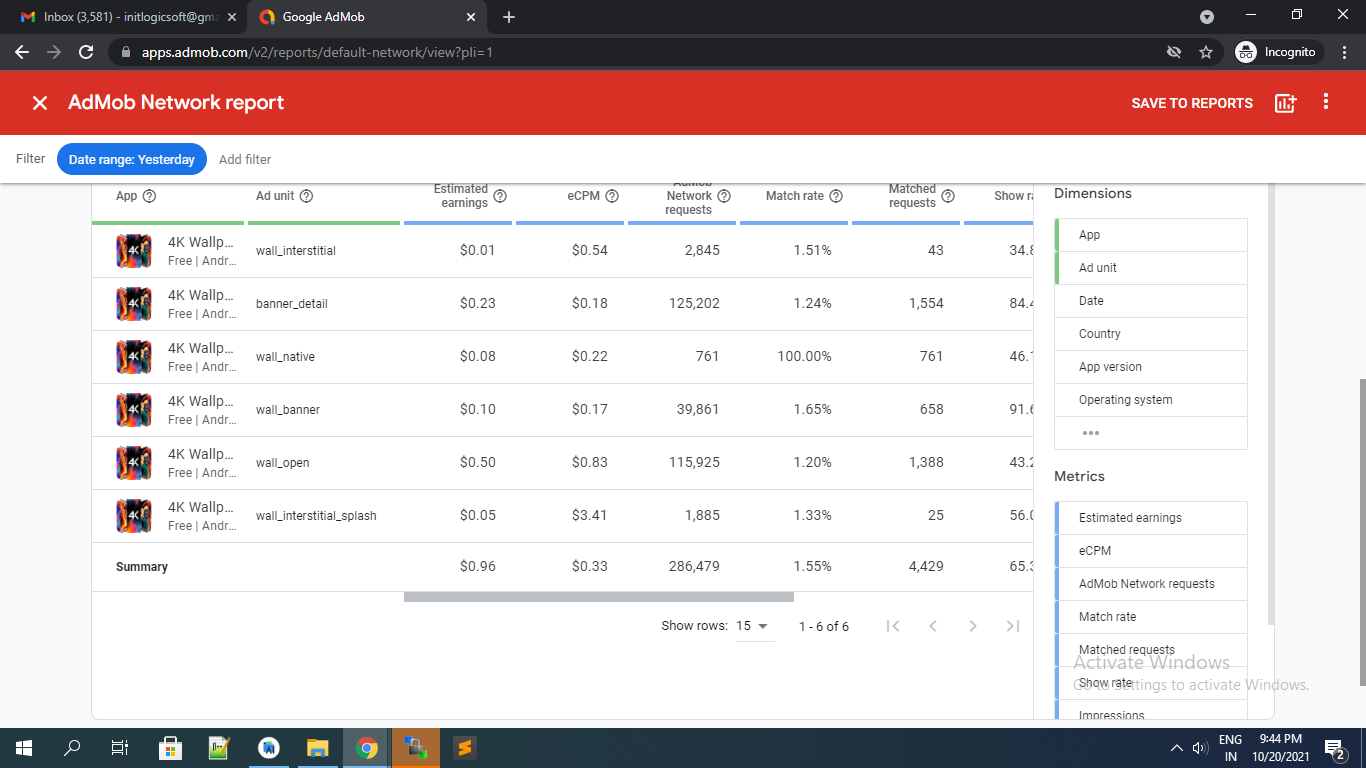 Inbox (3,581) - initlogicsoft@gma
Google AdMob
apps.admob.com/v2/reports/default-network/view?pli=1
Incognito
AdMob Network report
SAVE TO REPORTS
Filter
Date range: Yesterday
Add filter
App
Ad unit
Estimated earnings
eCPM
AdMob Network requests
Match rate
Matched requests
Show ra
4K Wallp...
Free | Andr...
wall_interstitial
$0.01
$0.54
2,845
1.51%
43
34.8
4K Wallp...
Free | Andr...
banner_detail
$0.23
$0.18
125,202
1.24%
1,554
84.4
4K Wallp...
Free | Andr...
wall_native
$0.08
$0.22
761
100.00%
761
46.1
4K Wallp...
Free | Andr...
wall_banner
$0.10
$0.17
39,861
1.65%
658
91.6
4K Wallp...
Free | Andr...
wall_open
$0.50
$0.83
115,925
1.20%
1,388
43.2
4K Wallp...
Free | Andr...
wall_interstitial_splash
$0.05
$3.41
1,885
1.33%
25
56.0
Summary
$0.96
$0.33
286,479
1.55%
4,429
65.3
Show rows: 15
1 - 6 of 6
Dimensions
App
Ad unit
Date
Country
App version
Operating system
Metrics
Estimated earnings
eCPM
AdMob Network requests
Match rate
Matched requests
Show rate
Impressions
Activate Windows
Go to Settings to activate Windows.
ENG
IN
9:44 PM
10/20/2021
2